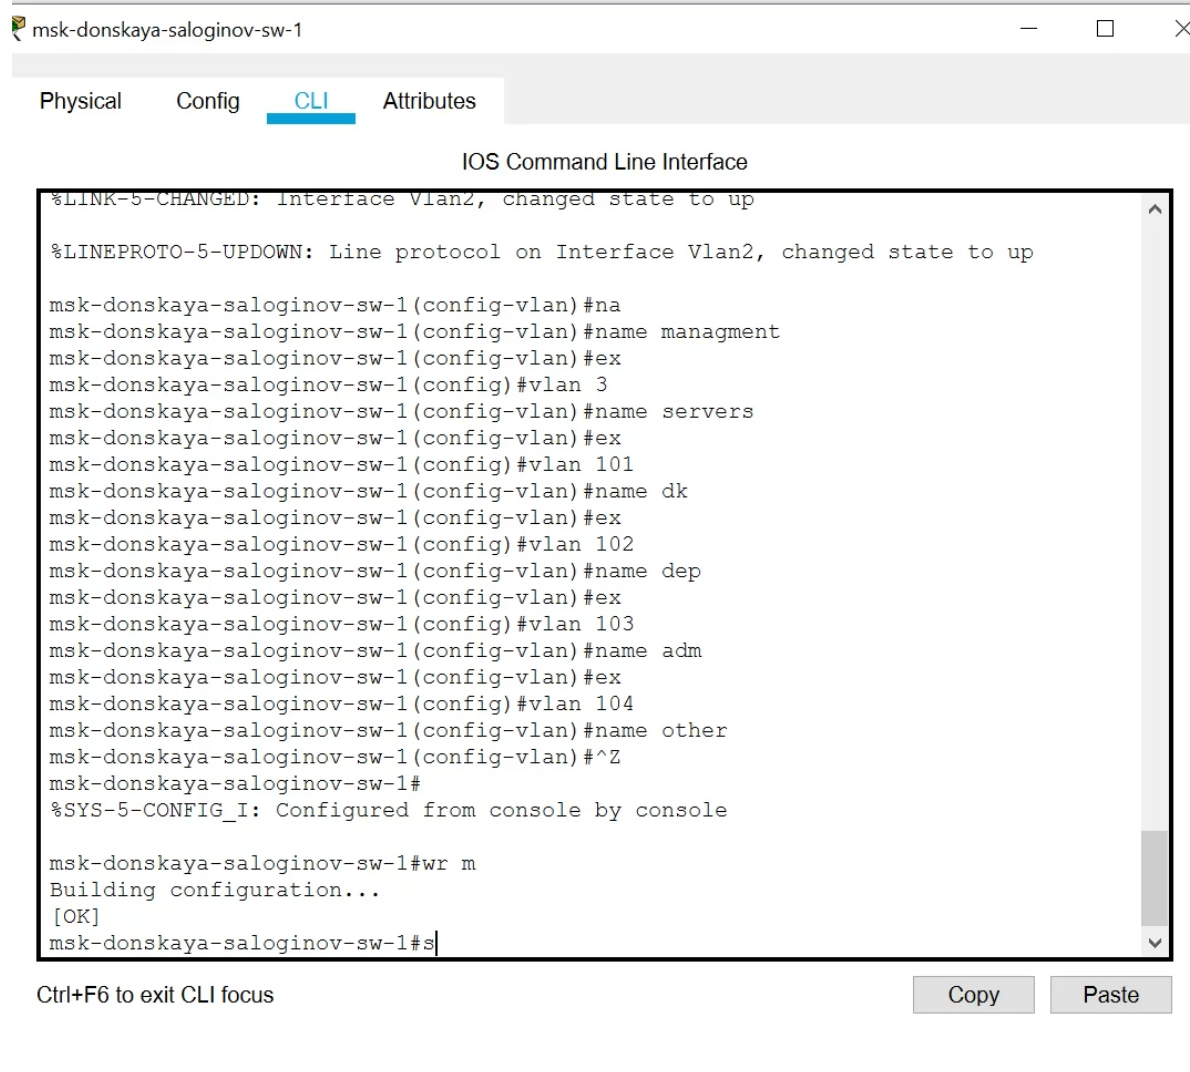 msk-donskaya-saloginov-sw-1
Physical Config CLI Attributes
IOS Command Line Interface
%LINK-5-CHANGED: Interface Vlan2, changed state to up
%LINEPROTO-5-UPDOWN: Line protocol on Interface Vlan2, changed state to up
msk-donskaya-saloginov-sw-1(config-vlan)#na
msk-donskaya-saloginov-sw-1(config-vlan)#name managment
msk-donskaya-saloginov-sw-1(config-vlan)#ex
msk-donskaya-saloginov-sw-1(config)#vlan 3
msk-donskaya-saloginov-sw-1(config-vlan)#name servers
msk-donskaya-saloginov-sw-1(config-vlan)#ex
msk-donskaya-saloginov-sw-1(config)#vlan 101
msk-donskaya-saloginov-sw-1(config-vlan)#name dk
msk-donskaya-saloginov-sw-1(config-vlan)#ex
msk-donskaya-saloginov-sw-1(config)#vlan 102
msk-donskaya-saloginov-sw-1(config-vlan)#name dep
msk-donskaya-saloginov-sw-1(config-vlan)#ex
msk-donskaya-saloginov-sw-1(config)#vlan 103
msk-donskaya-saloginov-sw-1(config-vlan)#name adm
msk-donskaya-saloginov-sw-1(config-vlan)#ex
msk-donskaya-saloginov-sw-1(config)#vlan 104
msk-donskaya-saloginov-sw-1(config-vlan)#name other
msk-donskaya-saloginov-sw-1(config-vlan)#^Z
msk-donskaya-saloginov-sw-1#
%SYS-5-CONFIG_I: Configured from console by console
msk-donskaya-saloginov-sw-1#wr m
Building configuration...
[OK]
msk-donskaya-saloginov-sw-1#s
Ctrl+F6 to exit CLI focus
Copy Paste